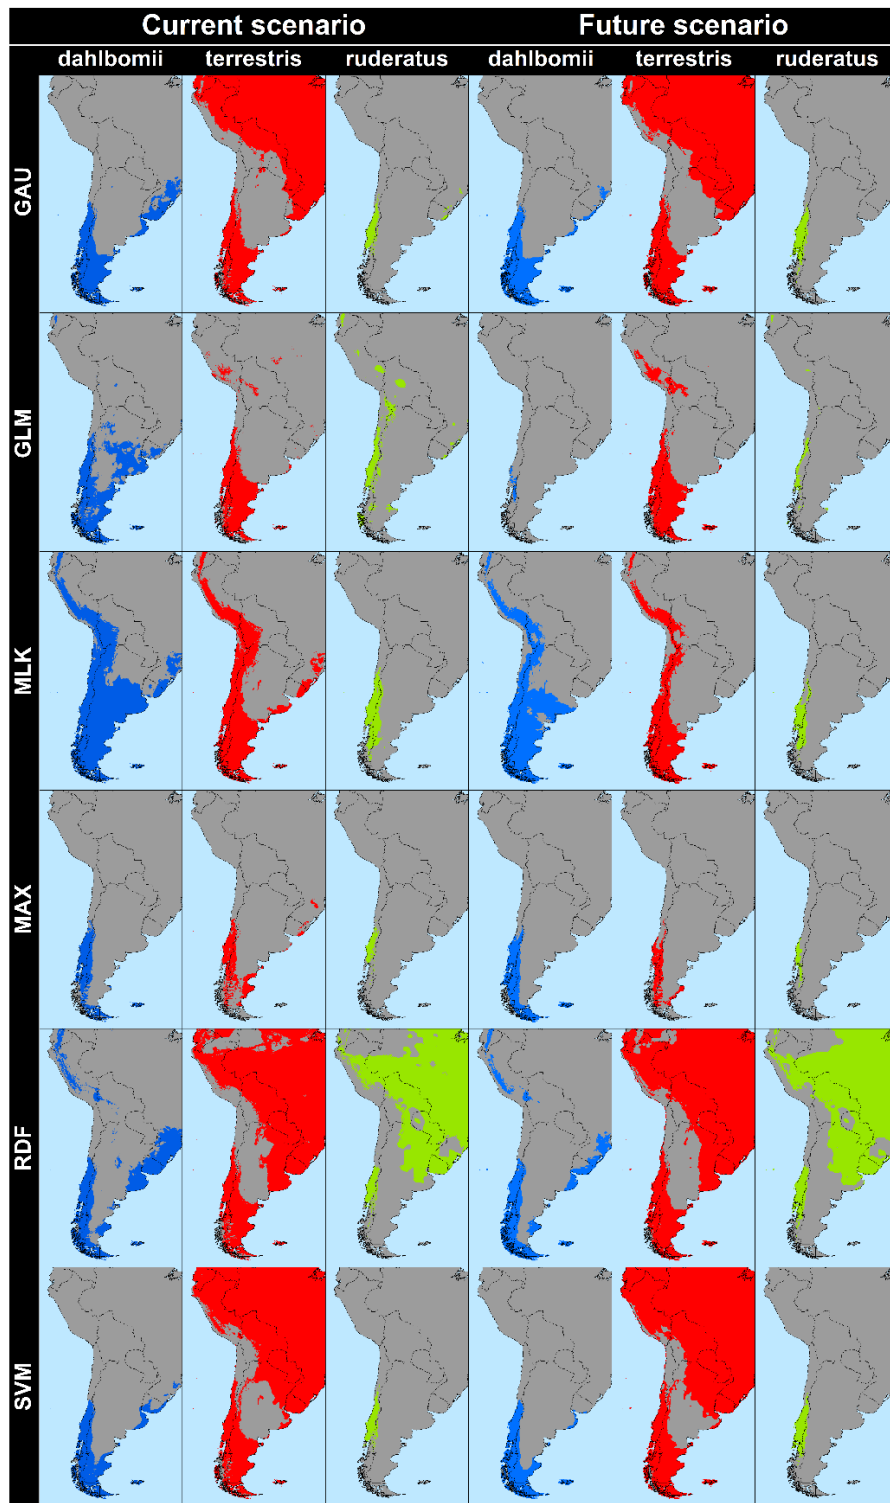 Current scenario Future scenario
dahlbomii terrestris ruderatus dahlbomii terrestris ruderatus
GAU
GLM
MLK
MAX
RDF
SVM